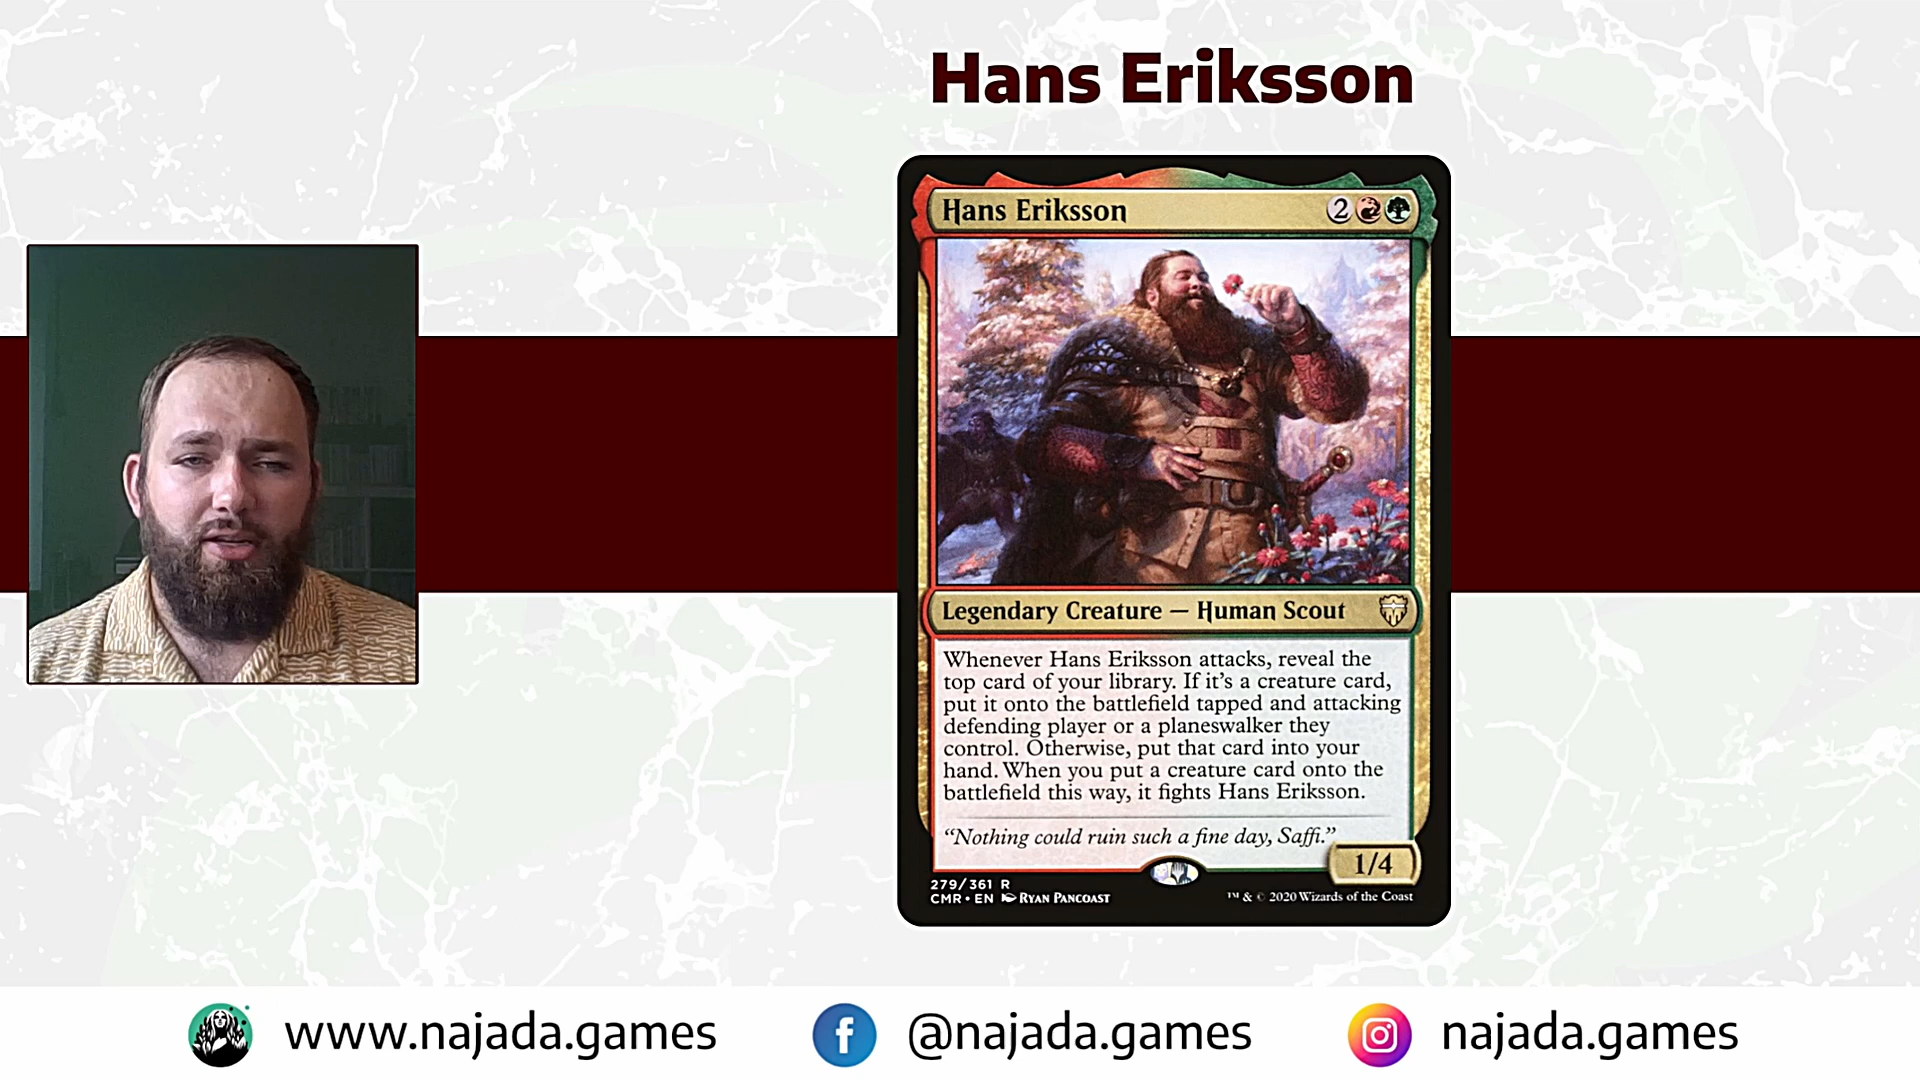 Hans Eriksson
Hans Eriksson
2
Legendary Creature — Human Scout
Whenever Hans Eriksson attacks, reveal the
top card of your library. If it's a creature card,
put it onto the battlefield tapped and attacking
defending player or a planeswalker they
control. Otherwise, put that card into your
hand. When you put a creature card onto the
battlefield this way, it fights Hans Eriksson.
“Nothing could ruin such a fine day, Saffi.”
1/4
279/361 R
CMR • EN RYAN PANCOAST
™ & © 2020 Wizards of the Coast
www.najada.games
@najada.games
najada.games